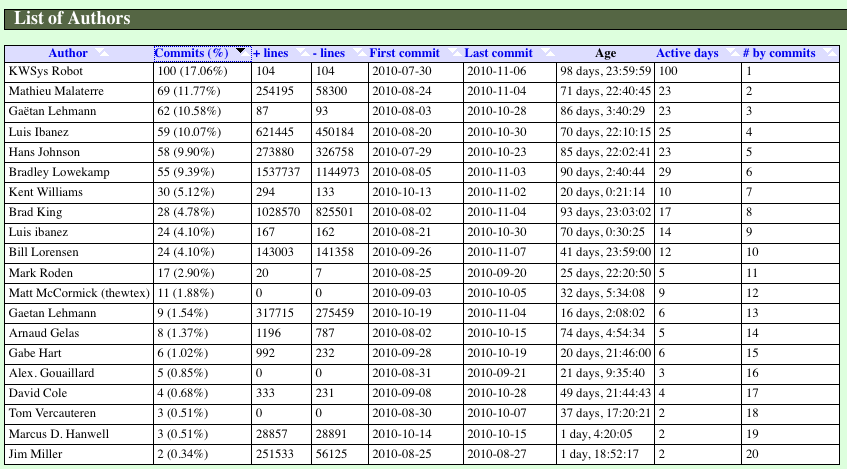 List of Authors
Author Commits (%) + lines - lines First commit Last commit Age Active days # by commits
KWSys Robot 100 (17.06%) 104 104 2010-07-30 2010-11-06 98 days, 23:59:59 100 1
Mathieu Malaterre 69 (11.77%) 254195 58300 2010-08-24 2010-11-04 71 days, 22:40:45 23 2
Gaëtan Lehmann 62 (10.58%) 87 93 2010-08-03 2010-10-28 86 days, 3:40:29 23 3
Luis Ibanez 59 (10.07%) 621445 450184 2010-08-20 2010-10-30 70 days, 22:10:15 25 4
Hans Johnson 58 (9.90%) 273880 326758 2010-07-29 2010-10-23 85 days, 22:02:41 23 5
Bradley Lowekamp 55 (9.39%) 1537737 1144973 2010-08-05 2010-11-03 90 days, 2:40:44 29 6
Kent Williams 30 (5.12%) 294 133 2010-10-13 2010-11-02 20 days, 0:21:14 10 7
Brad King 28 (4.78%) 1028570 825501 2010-08-02 2010-11-04 93 days, 23:03:02 17 8
Luis ibanez 24 (4.10%) 167 162 2010-08-21 2010-10-30 70 days, 0:30:25 14 9
Bill Lorensen 24 (4.10%) 143003 141358 2010-09-26 2010-11-07 41 days, 23:59:00 12 10
Mark Roden 17 (2.90%) 20 7 2010-08-25 2010-09-20 25 days, 22:20:50 5 11
Matt McCormick (thewtex) 11 (1.88%) 0 0 2010-09-03 2010-10-05 32 days, 5:34:08 9 12
Gaetan Lehmann 9 (1.54%) 317715 275459 2010-10-19 2010-11-04 16 days, 2:08:02 6 13
Arnaud Gelas 8 (1.37%) 1196 787 2010-08-02 2010-10-15 74 days, 4:54:34 5 14
Gabe Hart 6 (1.02%) 992 232 2010-09-28 2010-10-19 20 days, 21:46:00 6 15
Alex. Gouaillard 5 (0.85%) 0 0 2010-08-31 2010-09-21 21 days, 9:35:40 3 16
David Cole 4 (0.68%) 333 231 2010-09-08 2010-10-28 49 days, 21:44:43 4 17
Tom Vercauteren 3 (0.51%) 0 0 2010-08-30 2010-10-07 37 days, 17:20:21 2 18
Marcus D. Hanwell 3 (0.51%) 28857 28891 2010-10-14 2010-10-15 1 day, 4:20:05 2 19
Jim Miller 2 (0.34%) 251533 56125 2010-08-25 2010-08-27 1 day, 18:52:17 2 20